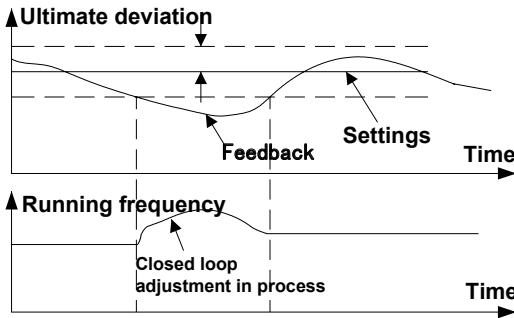 Ultimate deviation
Settings
Feedback
Time
Running frequency
Closed loop
adjustment in process
Time